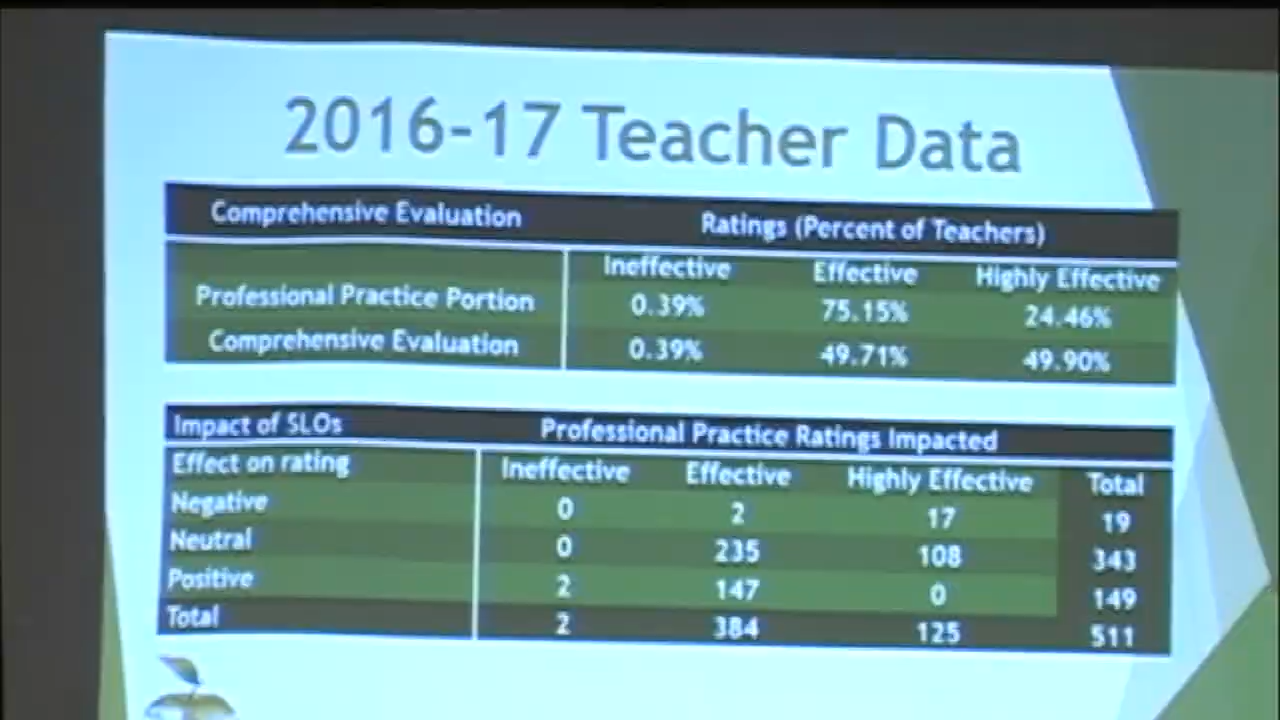 2016-17 Teacher Data
Comprehensive Evaluation Ratings (Percent of Teachers)
Ineffective Effective Highly Effective
Professional Practice Portion 0.39% 75.15% 24.46%
Comprehensive Evaluation 0.39% 49.71% 49.90%
Impact of SLOs Professional Practice Ratings Impacted
Effect on rating Ineffective Effective Highly Effective Total
Negative 0 2 17 19
Neutral 0 235 108 343
Positive 2 147 0 149
Total 2 384 125 511